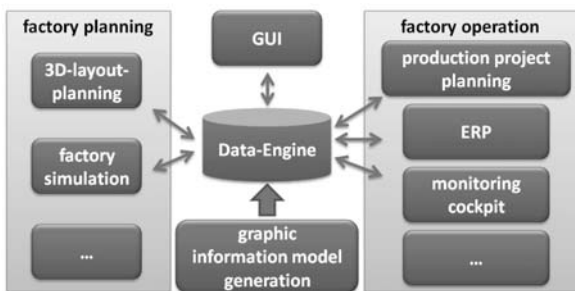 factory planning
3D-layout-
planning
factory
simulation
...
GUI
Data-Engine
graphic
information model
generation
factory operation
production project
planning
ERP
monitoring
cockpit
...